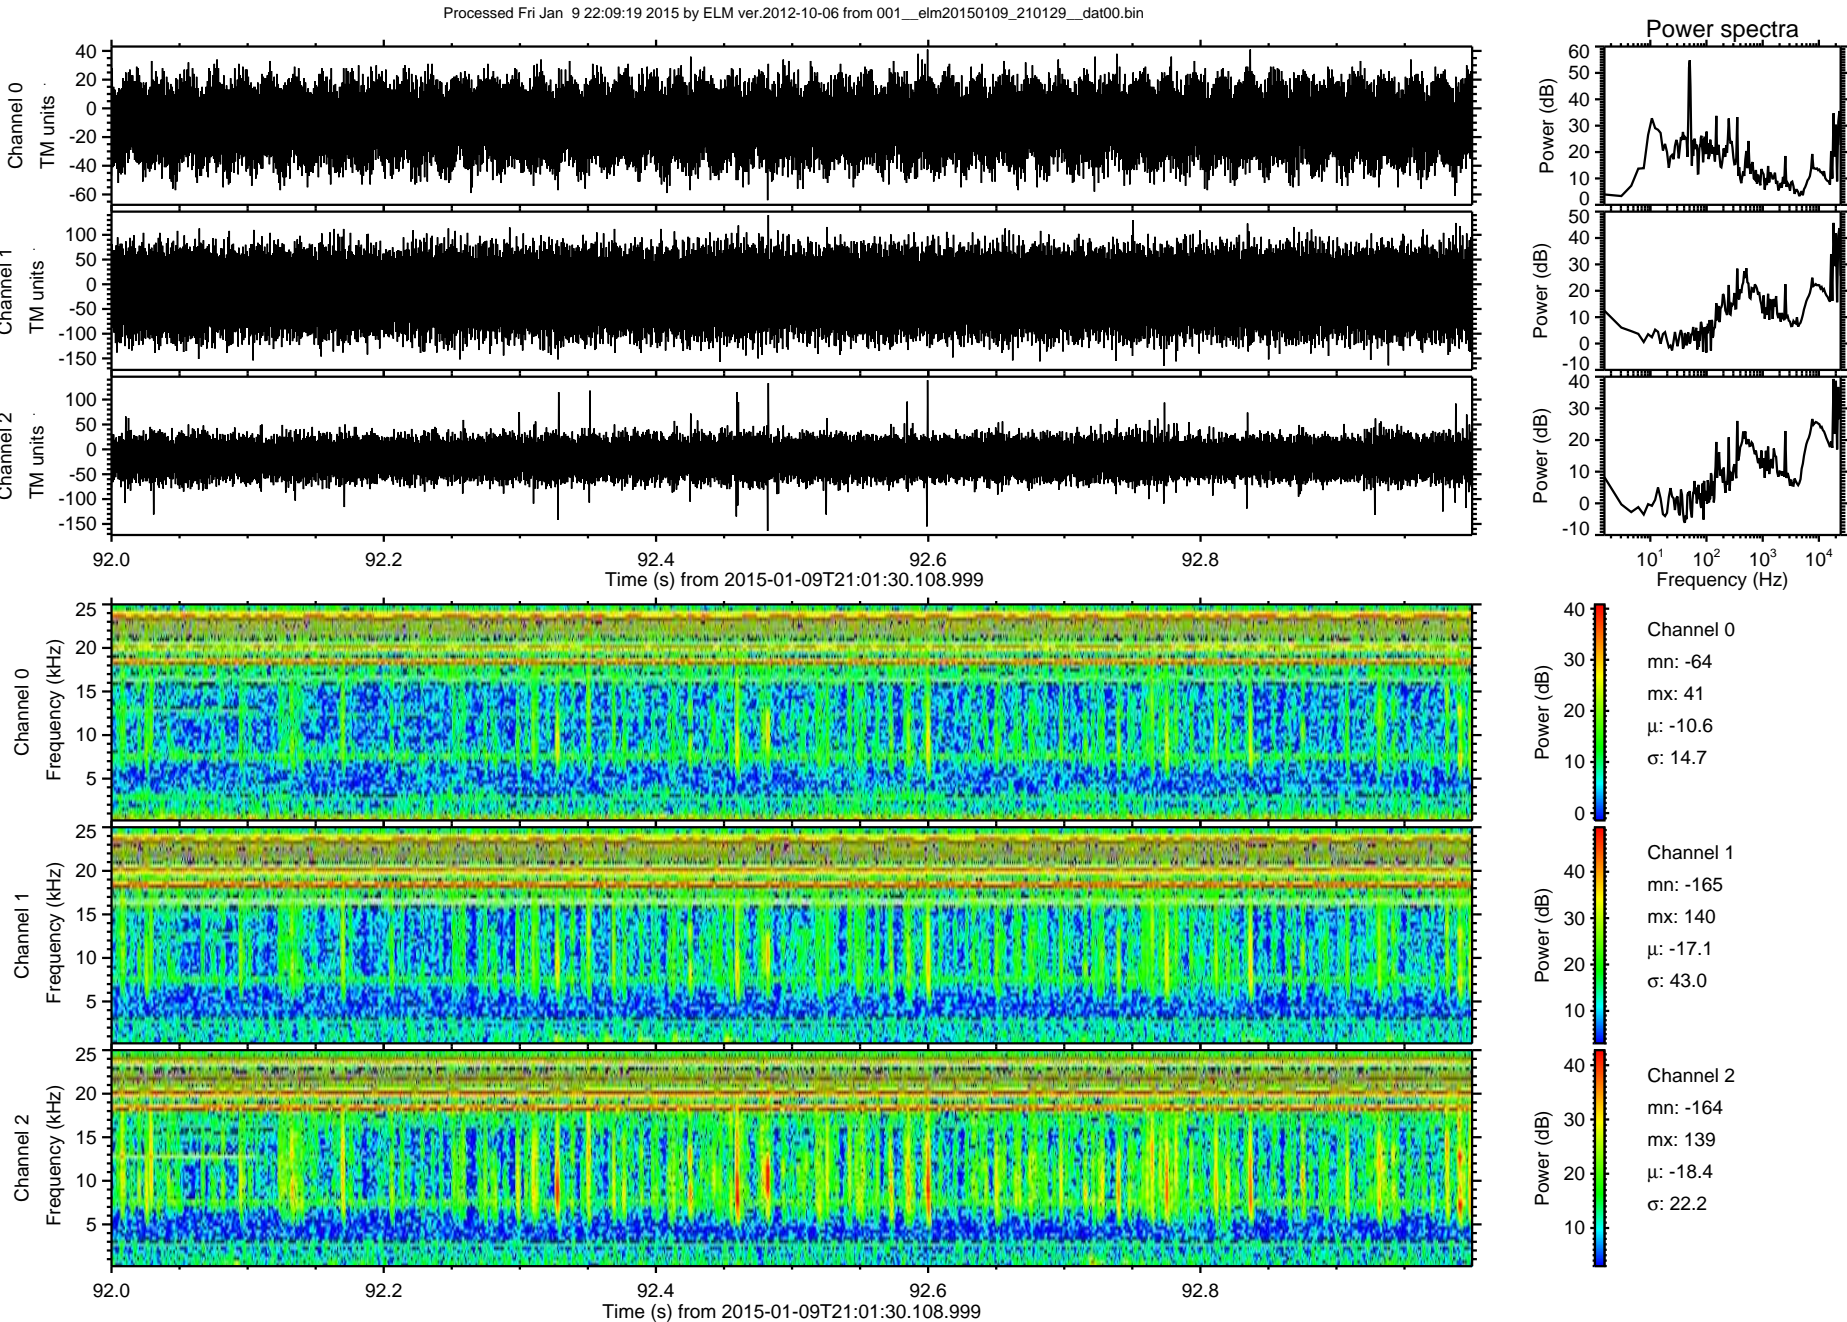 Processed Fri Jan  9 22:09:19 2015 by ELM ver.2012-10-06 from 001__elm20150109_210129__dat00.bin
Power spectra
Channel 0
TM units
40
20
0
-20
-40
-60
Power (dB)
60
50
40
30
20
10
0
Channel 1
TM units
100
50
0
-50
-100
-150
Power (dB)
50
40
30
20
10
0
-10
Channel 2
TM units
100
50
0
-50
-100
-150
Power (dB)
40
30
20
10
0
-10
92.0 92.2 92.4 92.6 92.8
Time (s) from 2015-01-09T21:01:30.108.999
10¹ 10² 10³ 10⁴
Frequency (Hz)
Channel 0
Frequency (kHz)
25
20
15
10
5
Power (dB)
40
30
20
10
0
Channel 0
mn: -64
mx: 41
μ: -10.6
σ: 14.7
Channel 1
Frequency (kHz)
25
20
15
10
5
Power (dB)
40
30
20
10
Channel 1
mn: -165
mx: 140
μ: -17.1
σ: 43.0
Channel 2
Frequency (kHz)
25
20
15
10
5
Power (dB)
40
30
20
10
Channel 2
mn: -164
mx: 139
μ: -18.4
σ: 22.2
92.0 92.2 92.4 92.6 92.8
Time (s) from 2015-01-09T21:01:30.108.999